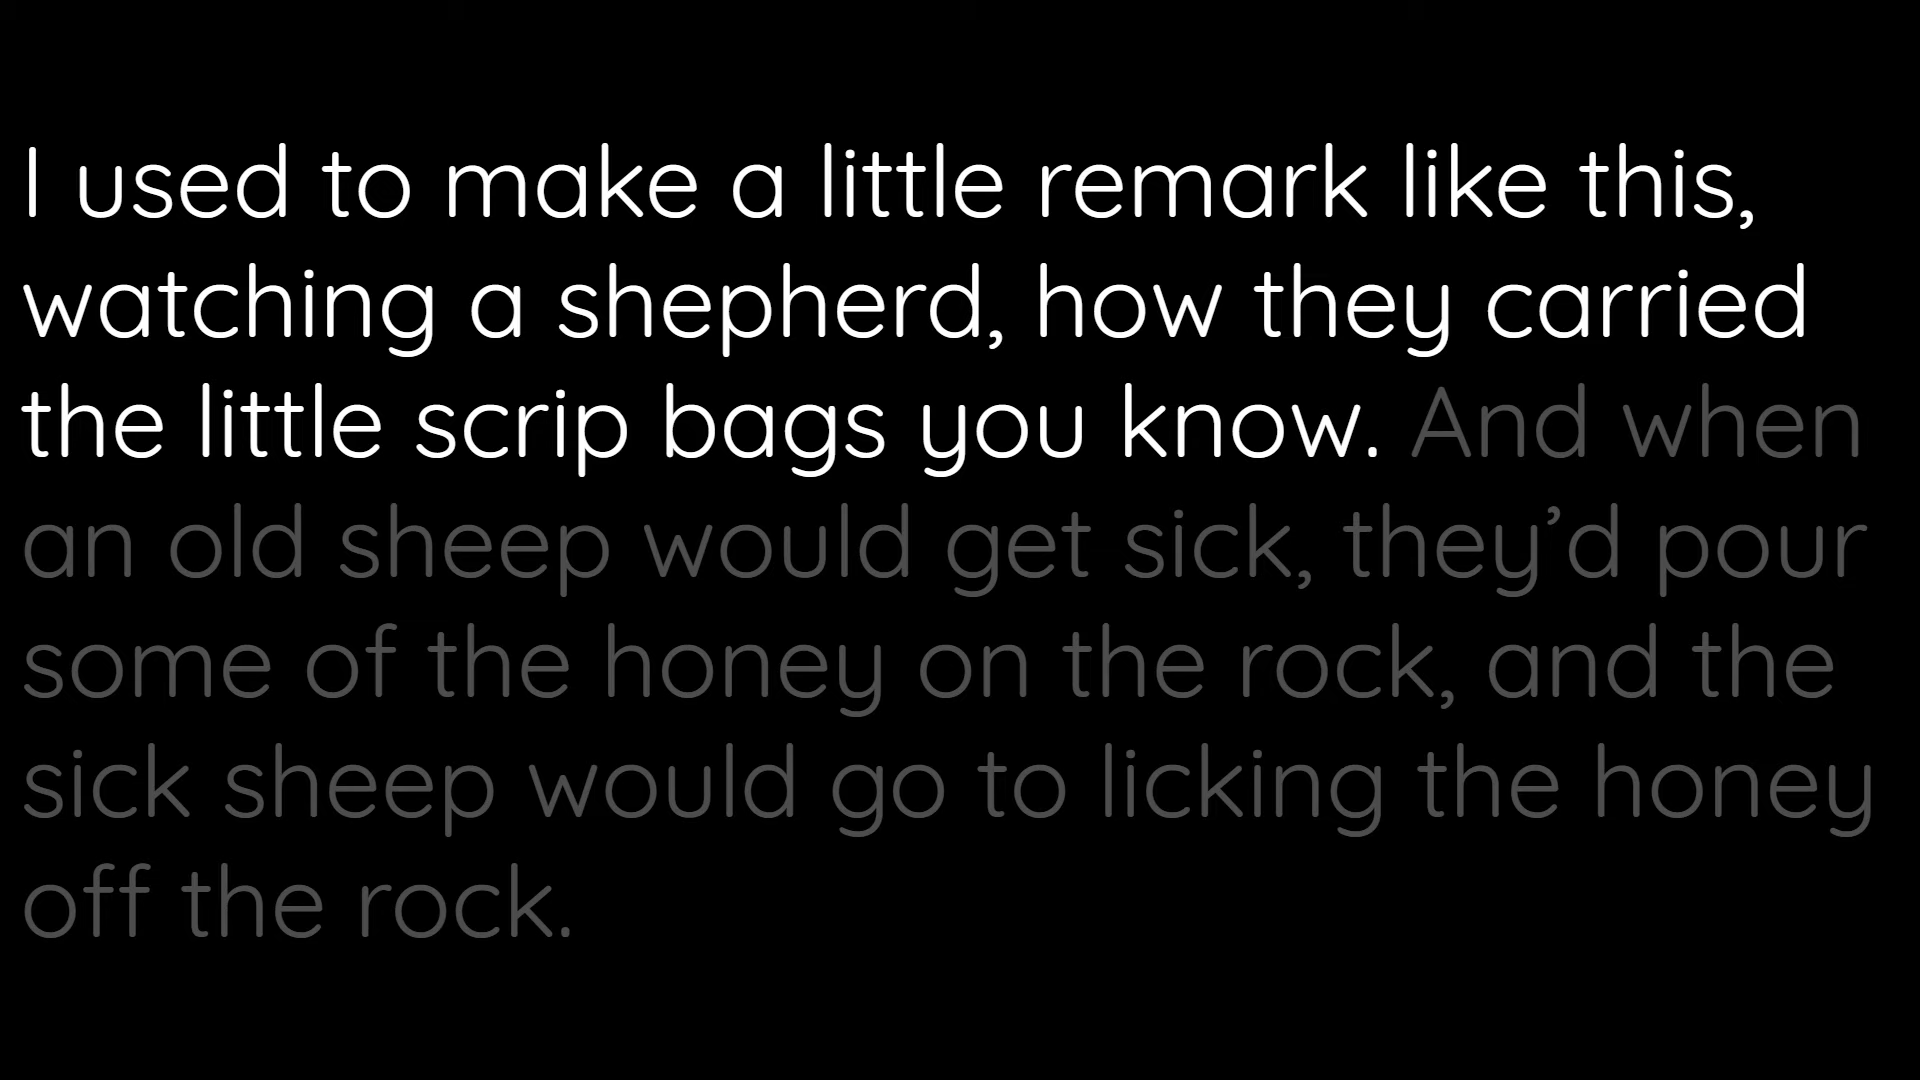 I used to make a little remark like this,
watching a shepherd, how they carried
the little scrip bags you know. And when
an old sheep would get sick, they’d pour
some of the honey on the rock, and the
sick sheep would go to licking the honey
off the rock.